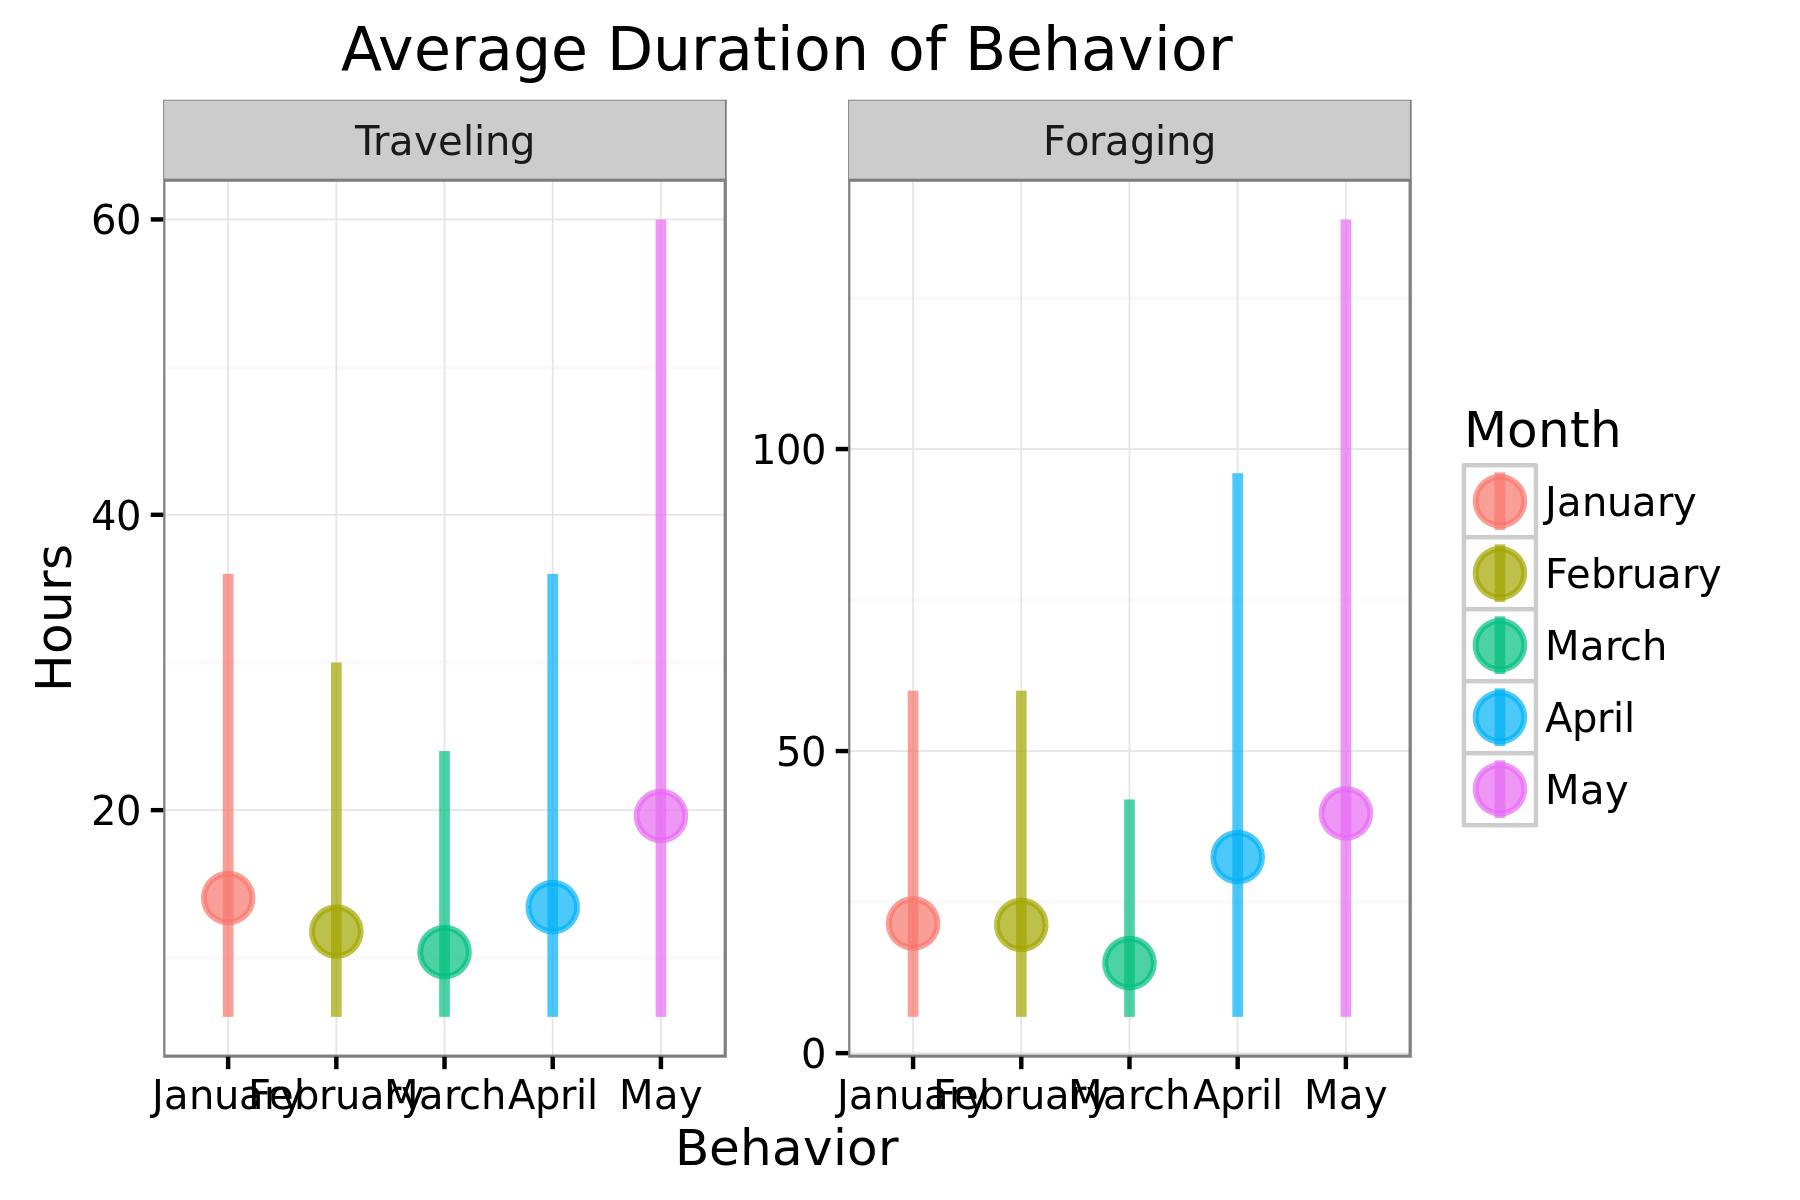 Average Duration of Behavior
Traveling
Foraging
60
40
20
100
50
0
Hours
January February March April May
January February March April May
Behavior
Month
January
February
March
April
May